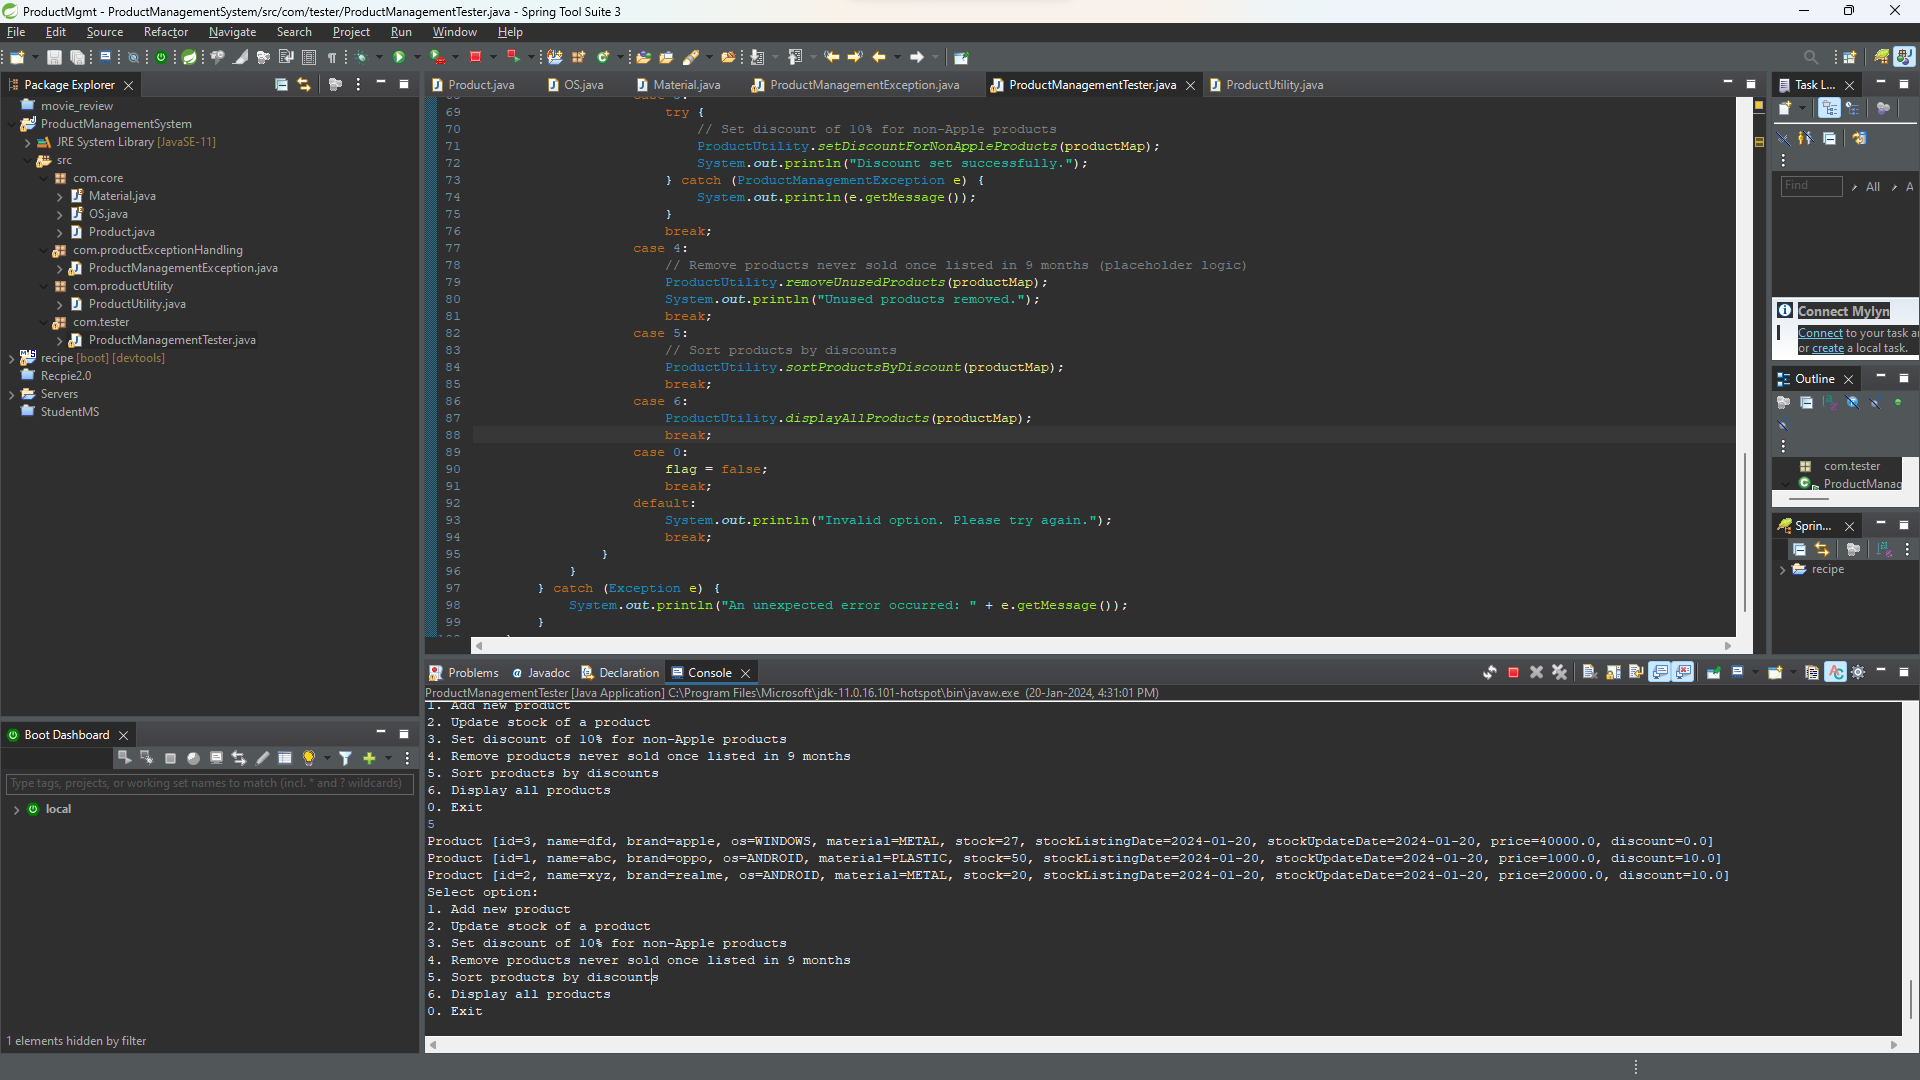 ProductMgmt - ProductManagementSystem/src/com/tester/ProductManagementTester.java - Spring Tool Suite 3
File Edit Source Refactor Navigate Search Project Run Window Help
Package Explorer
movie_review
ProductManagementSystem
JRE System Library [JavaSE-11]
src
com.core
Material.java
OS.java
Product.java
com.productExceptionHandling
ProductManagementException.java
com.productUtility
ProductUtility.java
com.tester
ProductManagementTester.java
recipe [boot] [devtools]
Recpie2.0
Servers
StudentMS
Boot Dashboard
Type tags, projects, or working set names to match (incl. * and ? wildcards)
local
1 elements hidden by filter
Product.java OS.java Material.java ProductManagementException.java ProductManagementTester.java ProductUtility.java
69 try {
70 // Set discount of 10% for non-Apple products
71 ProductUtility.setDiscountForNonAppleProducts(productMap);
72 System.out.println("Discount set successfully.");
73 } catch (ProductManagementException e) {
74 System.out.println(e.getMessage());
75 }
76 break;
77 case 4:
78 // Remove products never sold once listed in 9 months (placeholder logic)
79 ProductUtility.removeUnusedProducts(productMap);
80 System.out.println("Unused products removed.");
81 break;
82 case 5:
83 // Sort products by discounts
84 ProductUtility.sortProductsByDiscount(productMap);
85 break;
86 case 6:
87 ProductUtility.displayAllProducts(productMap);
88 break;
89 case 0:
90 flag = false;
91 break;
92 default:
93 System.out.println("Invalid option. Please try again.");
94 break;
95 }
96 }
97 } catch (Exception e) {
98 System.out.println("An unexpected error occurred: " + e.getMessage());
99 }
Problems Javadoc Declaration Console
ProductManagementTester [Java Application] C:\Program Files\Microsoft\jdk-11.0.16.101-hotspot\bin\javaw.exe (20-Jan-2024, 4:31:01 PM)
1. Add new product
2. Update stock of a product
3. Set discount of 10% for non-Apple products
4. Remove products never sold once listed in 9 months
5. Sort products by discounts
6. Display all products
0. Exit
5
Product [id=3, name=dfd, brand=apple, os=WINDOWS, material=METAL, stock=27, stockListingDate=2024-01-20, stockUpdateDate=2024-01-20, price=40000.0, discount=0.0]
Product [id=1, name=abc, brand=oppo, os=ANDROID, material=PLASTIC, stock=50, stockListingDate=2024-01-20, stockUpdateDate=2024-01-20, price=1000.0, discount=10.0]
Product [id=2, name=xyz, brand=realme, os=ANDROID, material=METAL, stock=20, stockListingDate=2024-01-20, stockUpdateDate=2024-01-20, price=20000.0, discount=10.0]
Select option:
1. Add new product
2. Update stock of a product
3. Set discount of 10% for non-Apple products
4. Remove products never sold once listed in 9 months
5. Sort products by discounts
6. Display all products
0. Exit
Task L...
Find All A
Connect Mylyn
Connect to your task a
or create a local task.
Outline
com.tester
ProductManag
Sprin...
recipe